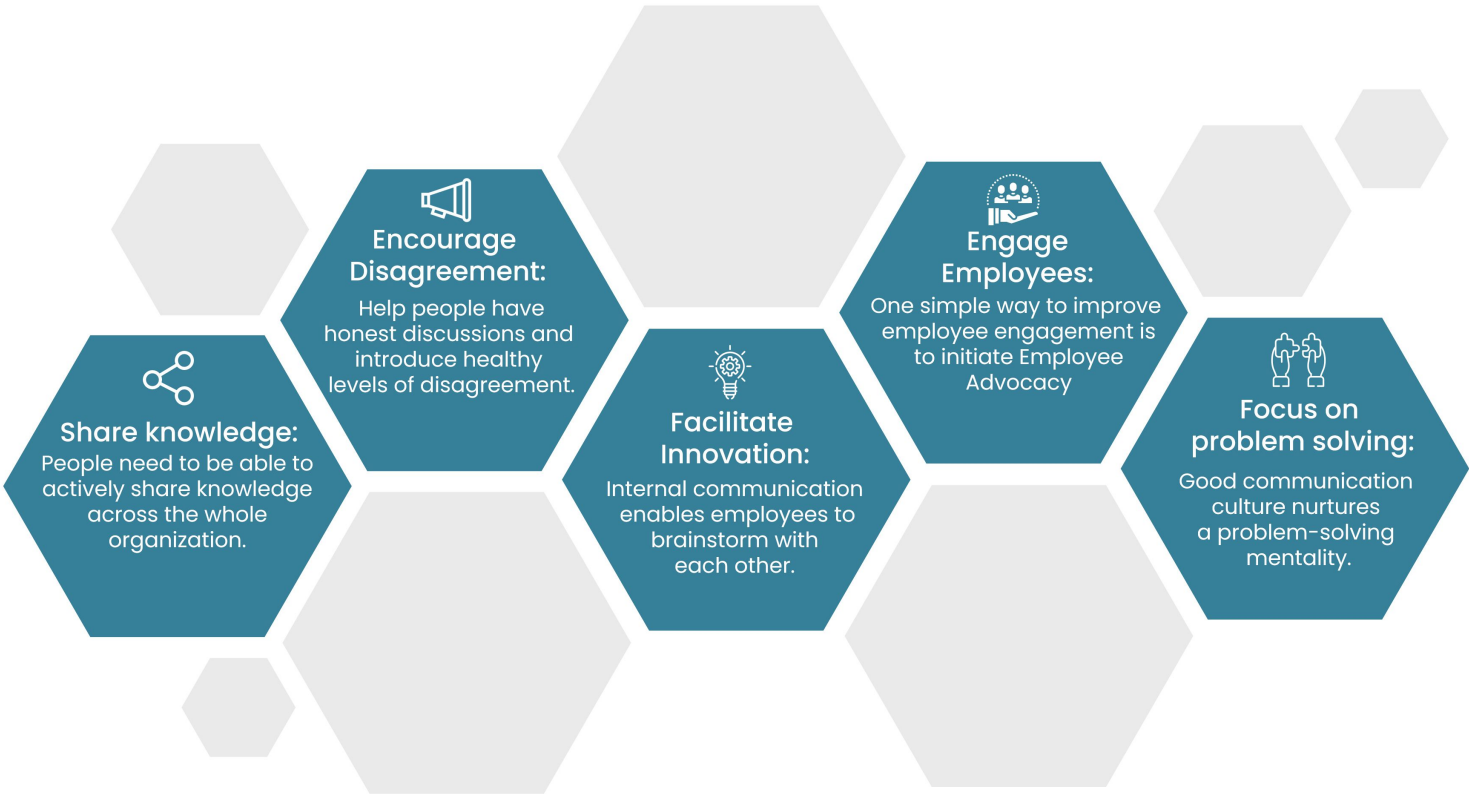 Share knowledge:
People need to be able to
actively share knowledge
across the whole
organization.
Encourage
Disagreement:
Help people have
honest discussions and
introduce healthy
levels of disagreement.
Facilitate
Innovation:
Internal communication
enables employees to
brainstorm with
each other.
Engage
Employees:
One simple way to improve
employee engagement is
to initiate Employee
Advocacy
Focus on
problem solving:
Good communication
culture nurtures
a problem-solving
mentality.